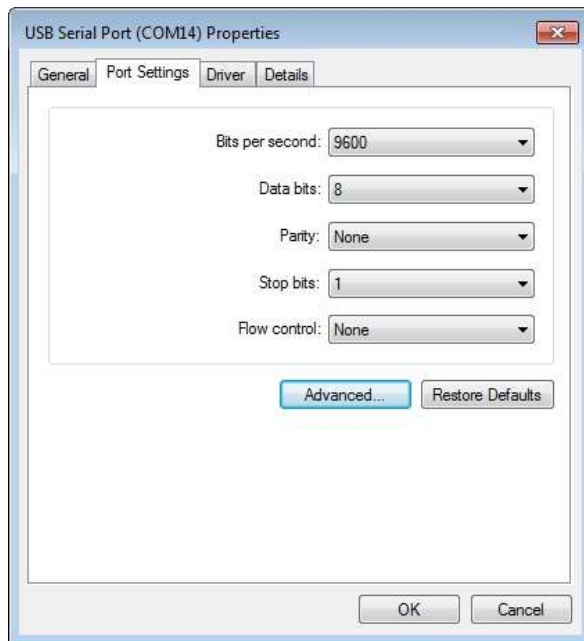 USB Serial Port (COM14) Properties
General Port Settings Driver Details
Bits per second: 9600
Data bits: 8
Parity: None
Stop bits: 1
Flow control: None
Advanced... Restore Defaults
OK Cancel